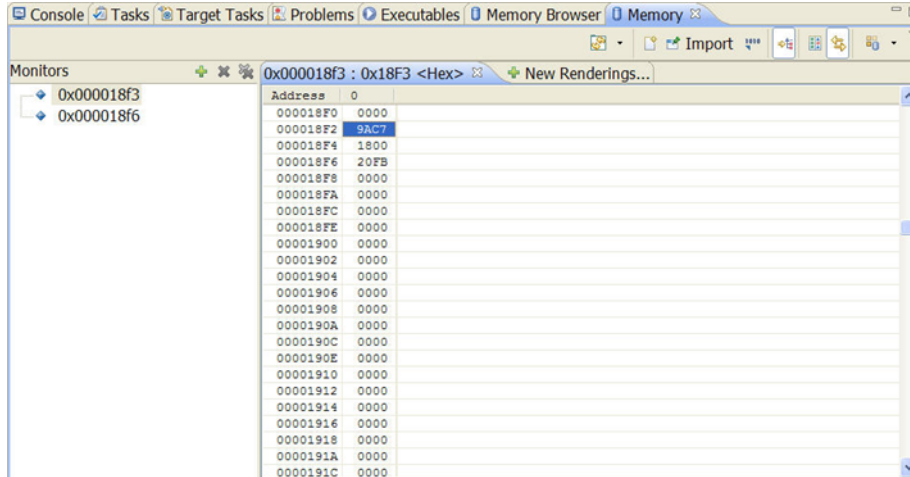 Console Tasks Target Tasks Problems Executables Memory Browser Memory
Import
Monitors
0x000018f3
0x000018f6
0x000018f3 : 0x18F3 <Hex> New Renderings...
Address 0
000018F0 0000
000018F2 9AC7
000018F4 1800
000018F6 20FB
000018F8 0000
000018FA 0000
000018FC 0000
000018FE 0000
00001900 0000
00001902 0000
00001904 0000
00001906 0000
00001908 0000
0000190A 0000
0000190C 0000
0000190E 0000
00001910 0000
00001912 0000
00001914 0000
00001916 0000
00001918 0000
0000191A 0000
0000191C 0000